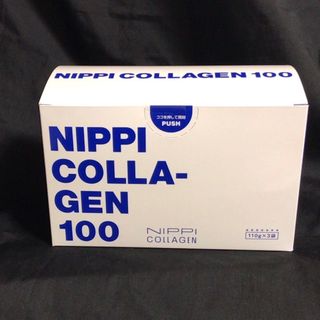 NIPPI COLLAGEN 100
ココを押して開封
PUSH
NIPPI
COLLA-
GEN
100
NIPPI
COLLAGEN
110g×3袋